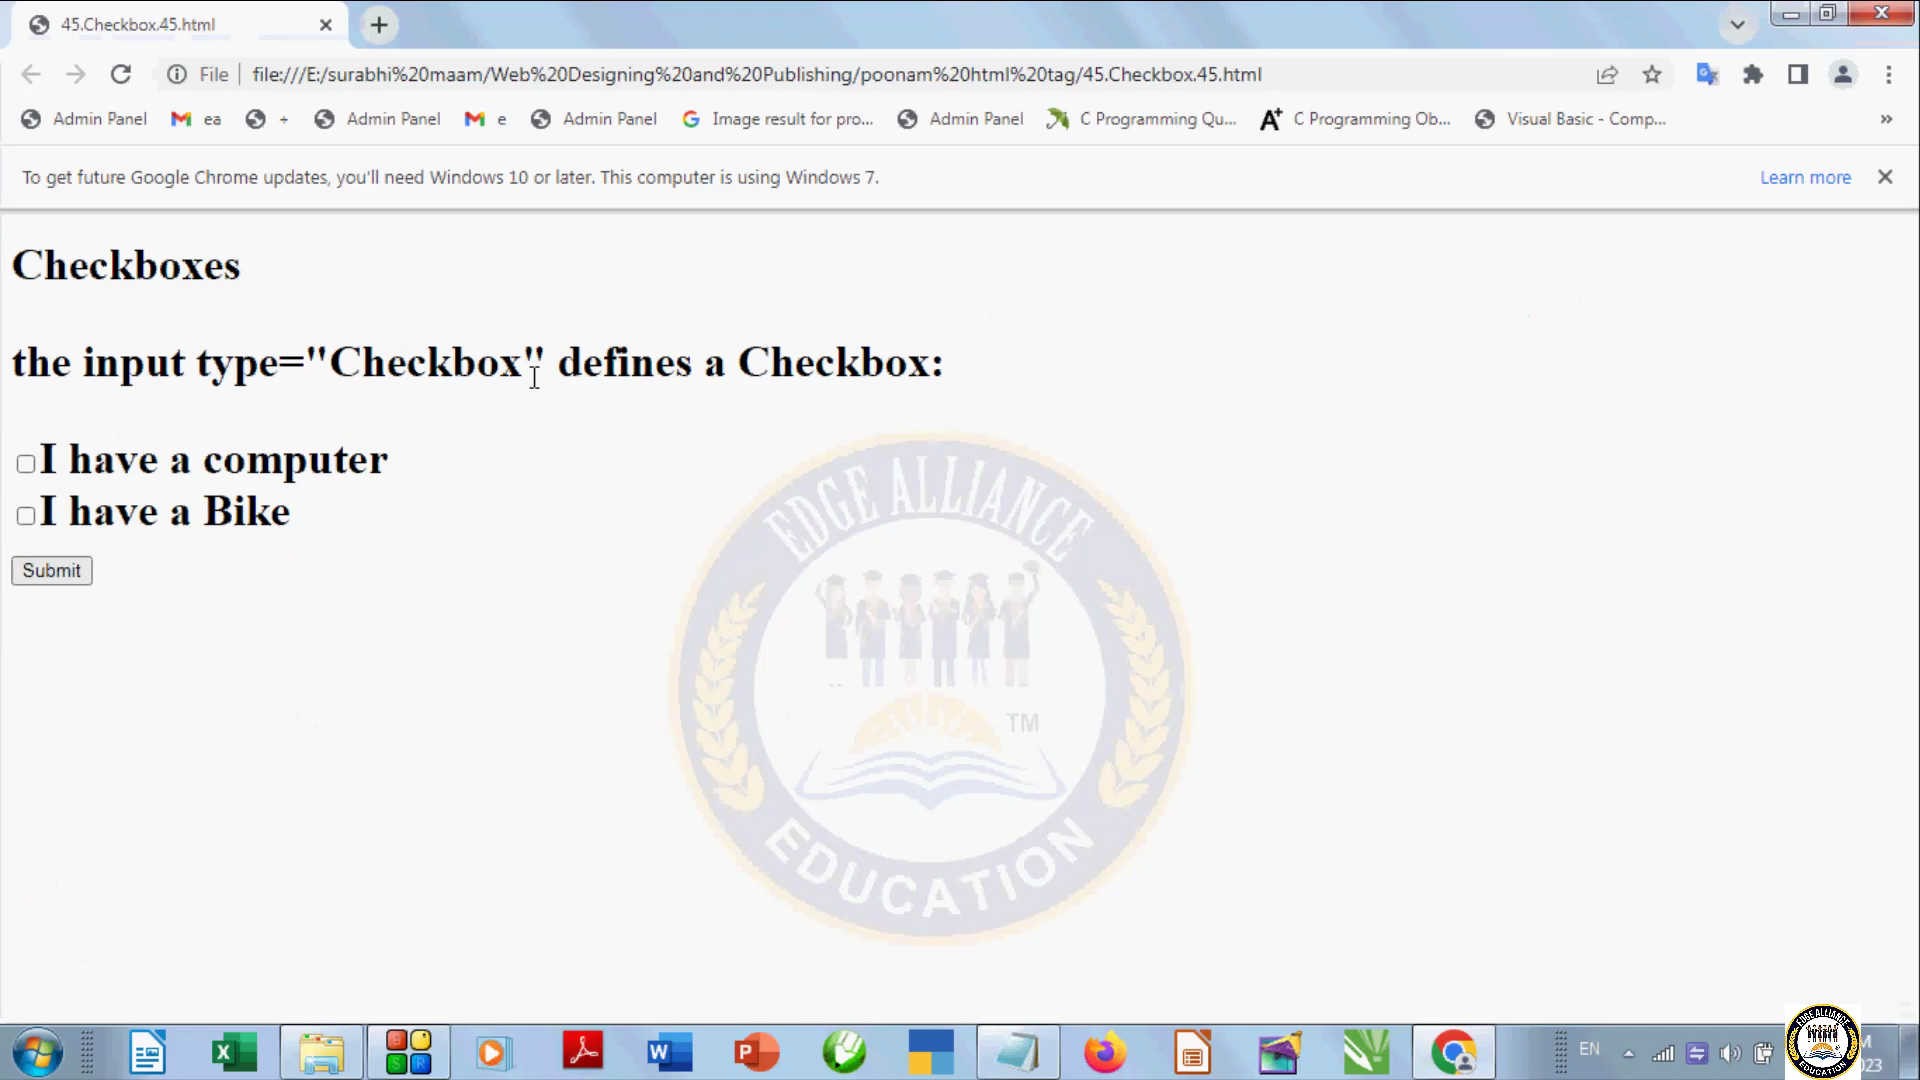 45.Checkbox.45.html
File file:///E:/surabhi%20maam/Web%20Designing%20and%20Publishing/poonam%20html%20tag/45.Checkbox.45.html
Admin Panel ea + Admin Panel e Admin Panel Image result for pro... Admin Panel C Programming Qu... A+ C Programming Ob... Visual Basic - Comp... »
To get future Google Chrome updates, you'll need Windows 10 or later. This computer is using Windows 7. Learn more
Checkboxes
the input type="Checkbox" defines a Checkbox:
I have a computer
I have a Bike
Submit
EDGE ALLIANCE
TM
EDUCATION
EN
EDGE ALLIANCE
EDUCATION